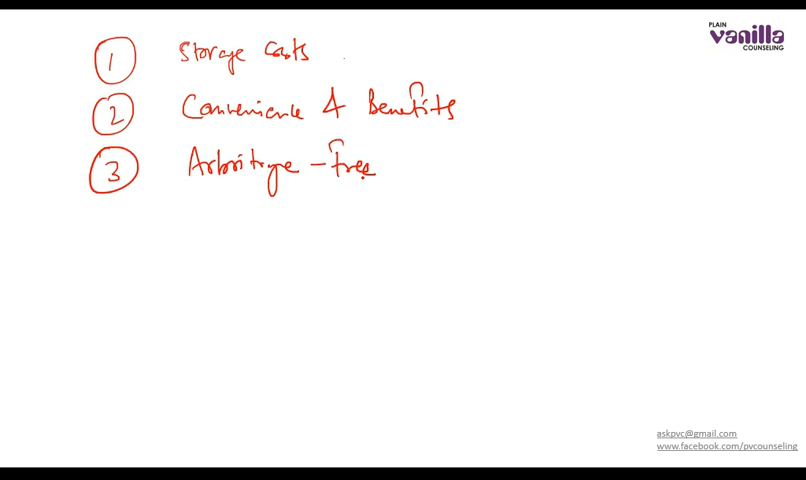 PLAIN
vanilla
COUNSELING
1 Storage Costs
2 Convenience & Benefits
3 Arbitrage - Free
askpvc@gmail.com
www.facebook.com/pvcounseling